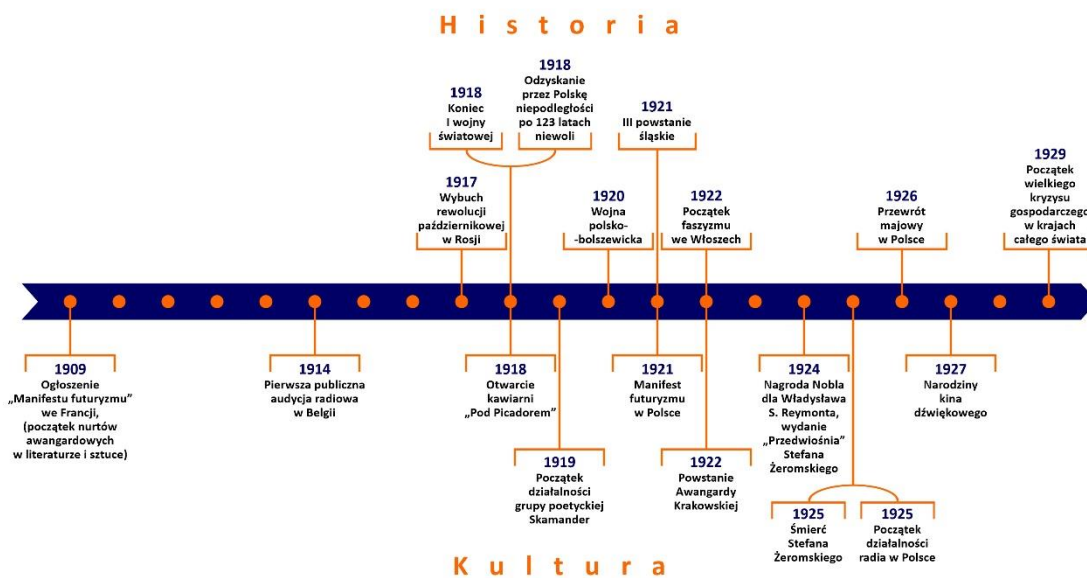 Historia
1918
Koniec
I wojny
światowej
1918
Odzyskanie
przez Polskę
niepodległości
po 123 latach
niewoli
1921
III powstanie
śląskie
1917
Wybuch
rewolucji
październikowej
w Rosji
1920
Wojna
polsko-
-bolszewicka
1922
Początek
faszyzmu
we Włoszech
1926
Przewrót
majowy
w Polsce
1929
Początek
wielkiego
kryzysu
gospodarczego
w krajach
całego świata
1909
Ogłoszenie
„Manifestu futuryzmu”
we Francji,
(początek nurtów
awangardowych
w literaturze i sztuce)
1914
Pierwsza publiczna
audycja radiowa
w Belgii
1918
Otwarcie
kawiarni
„Pod Picadorem”
1919
Początek
działalności
grupy poetyckiej
Skamander
1921
Manifest
futuryzmu
w Polsce
1922
Powstanie
Awangardy
Krakowskiej
1924
Nagroda Nobla
dla Władysława
S. Reymonta,
wydanie
„Przedwiośnia”
Stefana
Żeromskiego
1925
Śmierć
Stefana
Żeromskiego
1925
Początek
działalności
radia w Polsce
1927
Narodziny
kina
dźwiękowego
Kultura